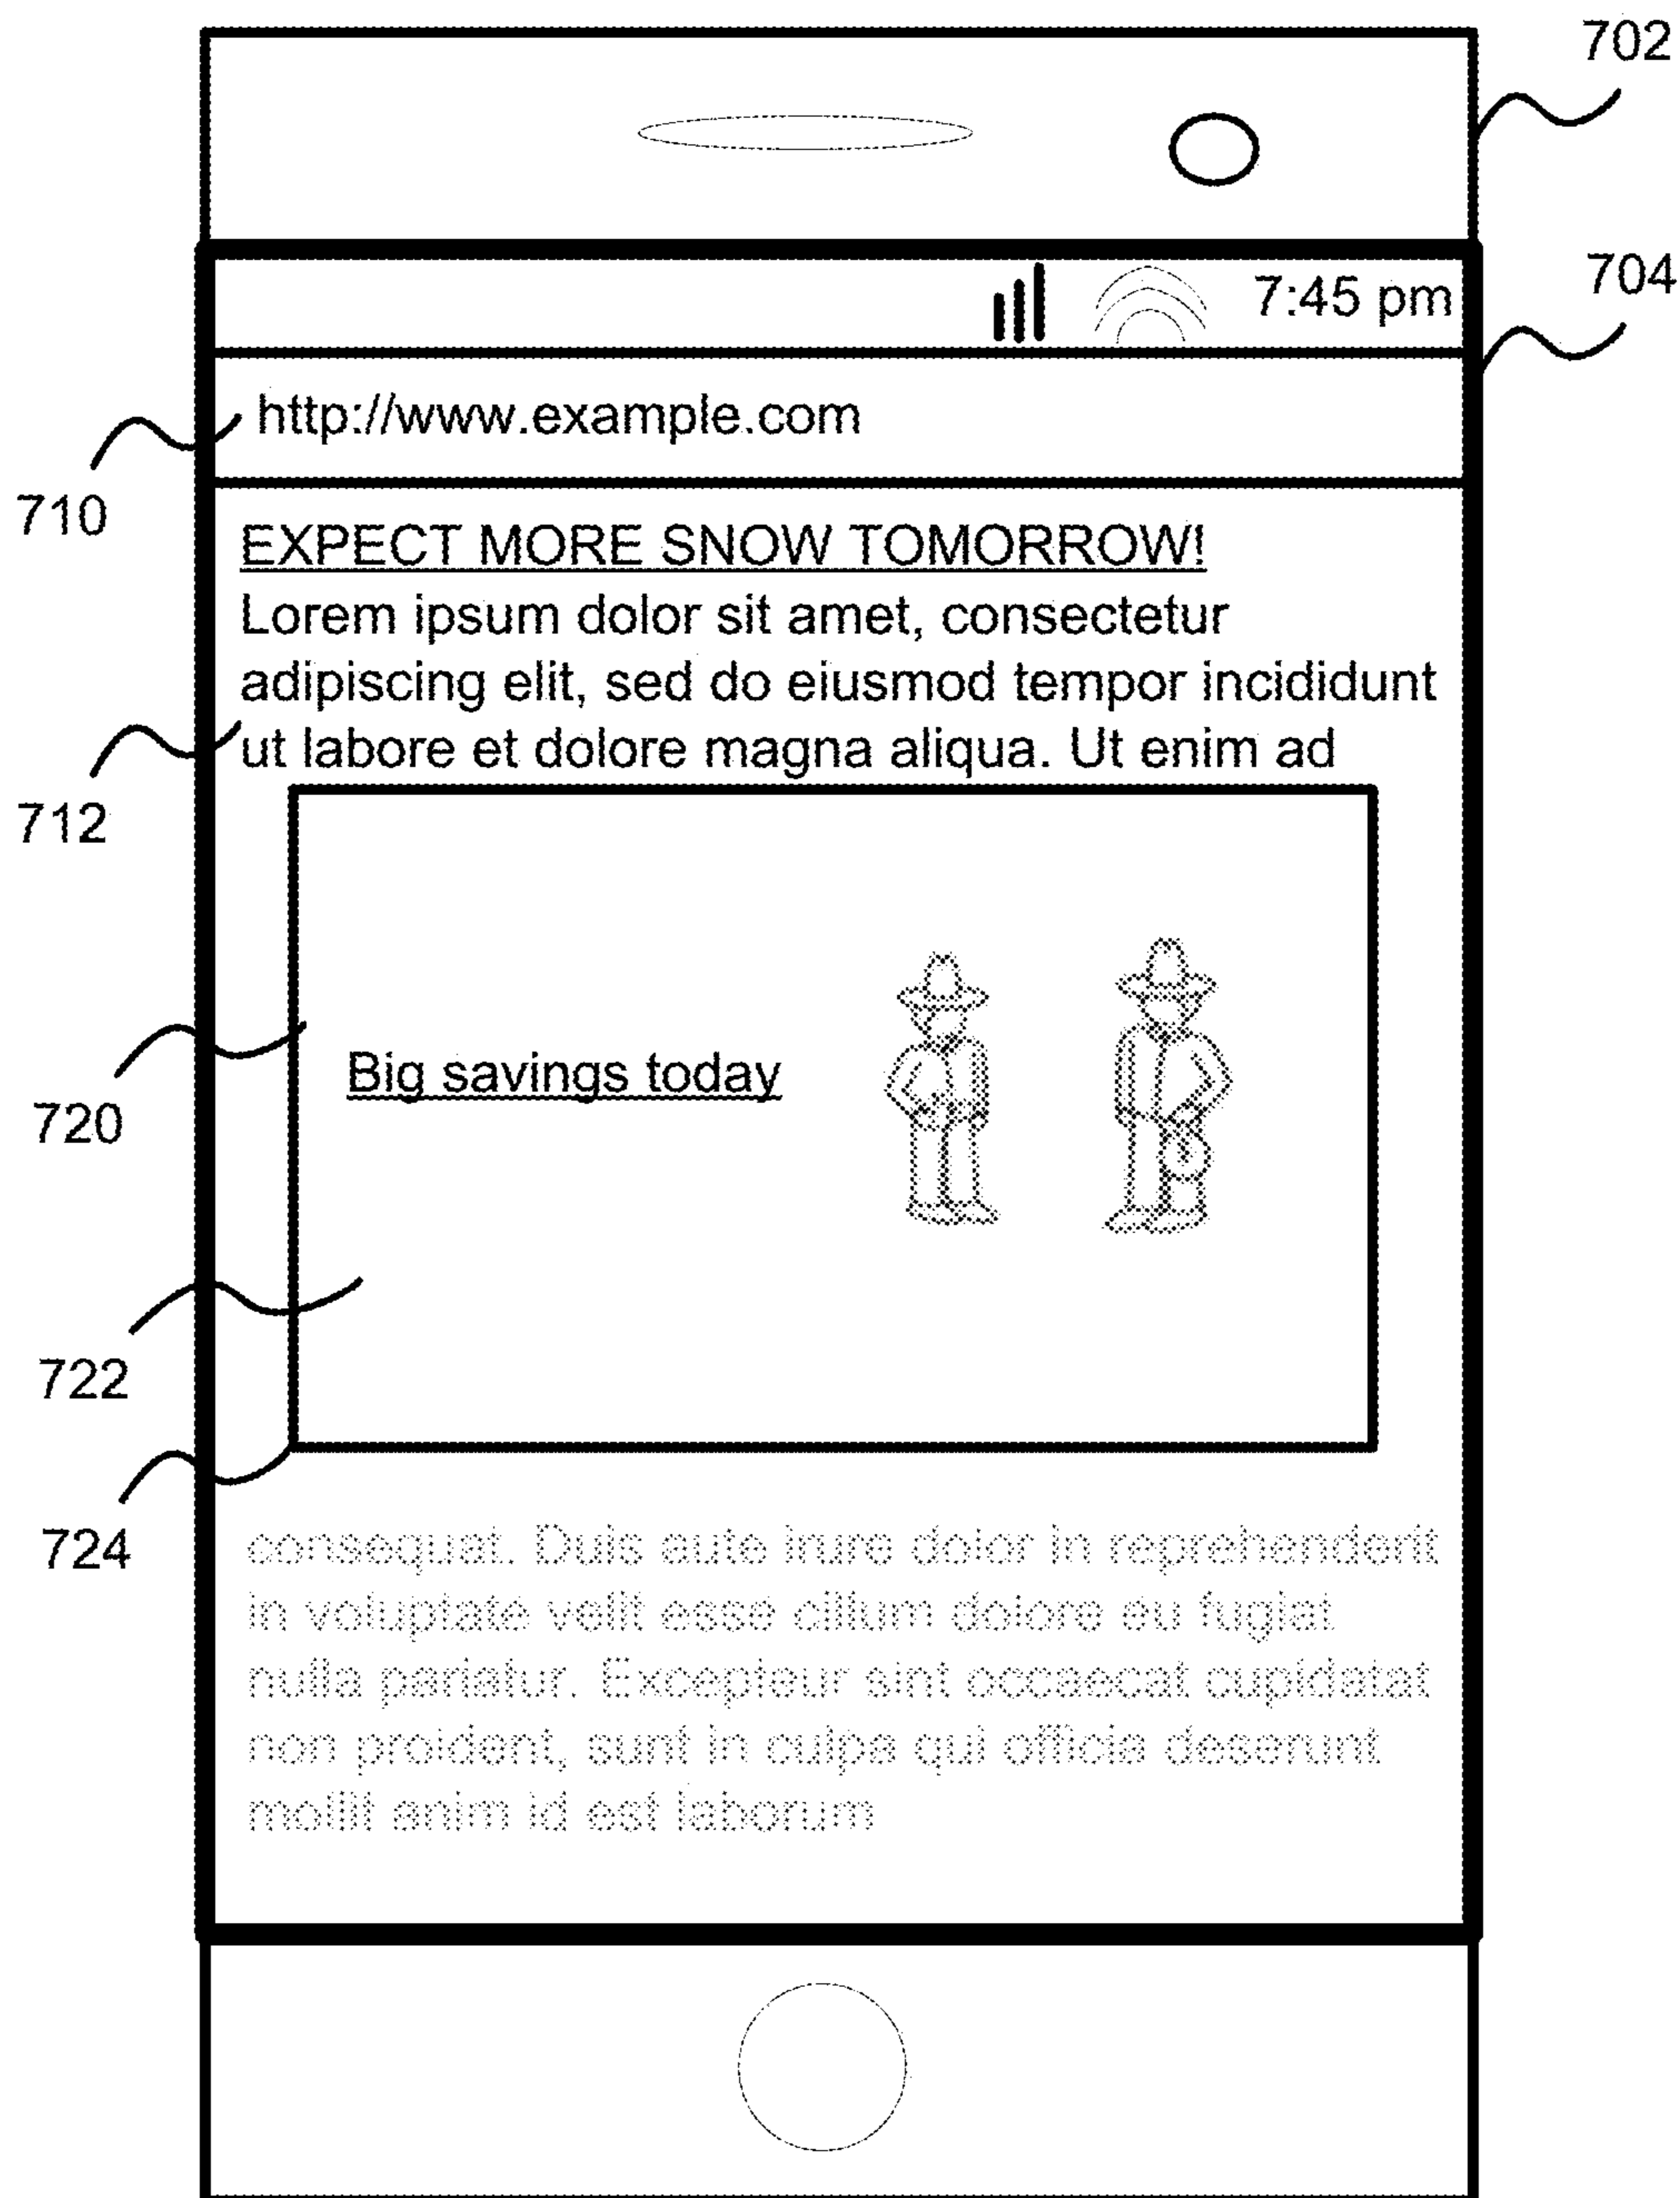 702
7:45 pm
704
http://www.example.com
710
EXPECT MORE SNOW TOMORROW!
Lorem ipsum dolor sit amet, consectetur
adipiscing elit, sed do eiusmod tempor incididunt
ut labore et dolore magna aliqua. Ut enim ad
712
Big savings today
720
722
724
consequat. Duis aute irure dolor in reprehenderit
in voluptate velit esse cillum dolore eu fugiat
nulla pariatur. Excepteur sint occaecat cupidatat
non proident, sunt in culpa qui officia deserunt
mollit anim id est laborum